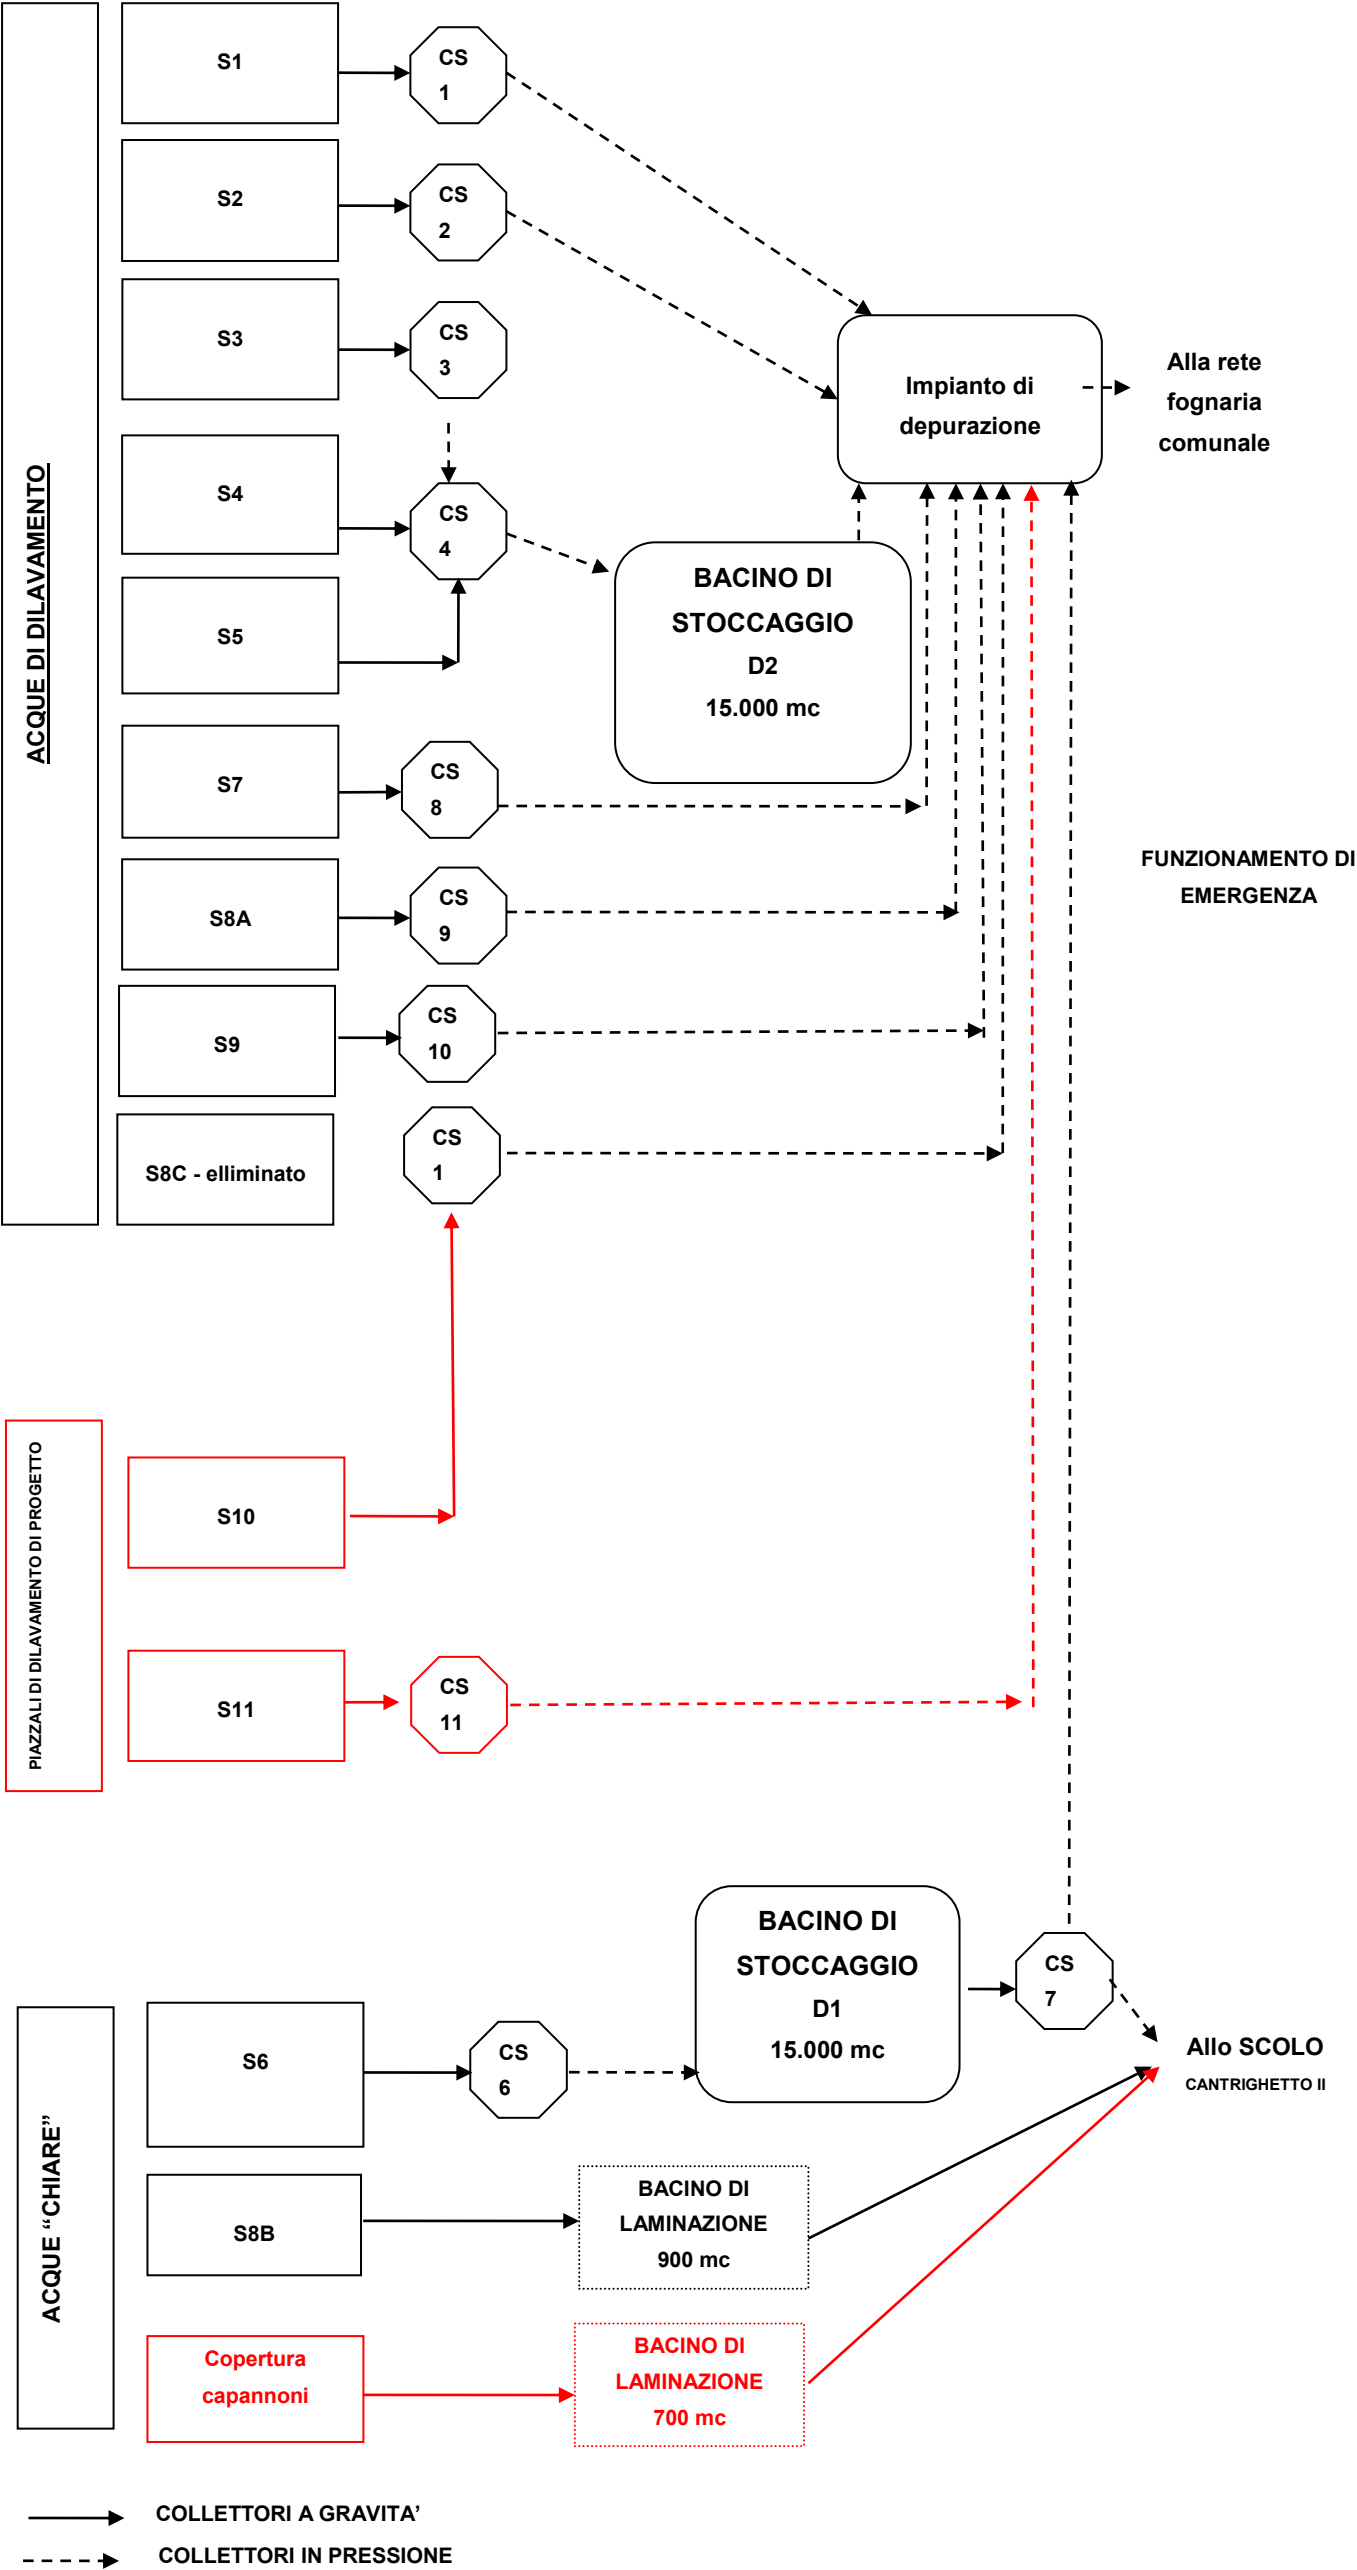 ACQUE DI DILAVAMENTO
S1
CS
1
S2
CS
2
S3
CS
3
Impianto di
depurazione
Alla rete
fognaria
comunale
S4
CS
4
S5
BACINO DI
STOCCAGGIO
D2
15.000 mc
S7
CS
8
FUNZIONAMENTO DI
EMERGENZA
S8A
CS
9
S9
CS
10
S8C - elliminato
CS
1
PIAZZALI DI DILAVAMENTO DI PROGETTO
S10
S11
CS
11
BACINO DI
STOCCAGGIO
D1
15.000 mc
CS
7
ACQUE “CHIARE”
S6
CS
6
Allo SCOLO
CANTRIGHETTO II
S8B
BACINO DI
LAMINAZIONE
900 mc
Copertura
capannoni
BACINO DI
LAMINAZIONE
700 mc
COLLETTORI A GRAVITA’
COLLETTORI IN PRESSIONE